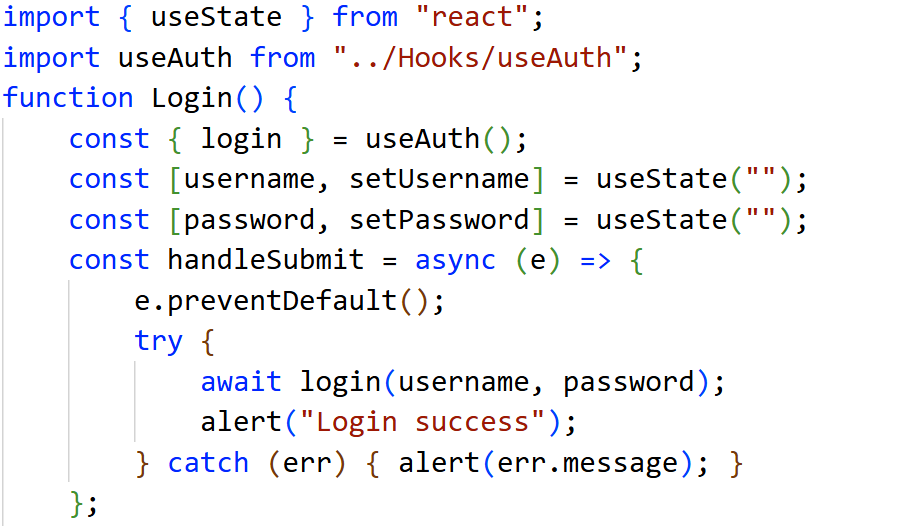 import { useState } from "react";
import useAuth from "../Hooks/useAuth";
function Login() {
    const { login } = useAuth();
    const [username, setUsername] = useState("");
    const [password, setPassword] = useState("");
    const handleSubmit = async (e) => {
        e.preventDefault();
        try {
            await login(username, password);
            alert("Login success");
        } catch (err) { alert(err.message); }
    };